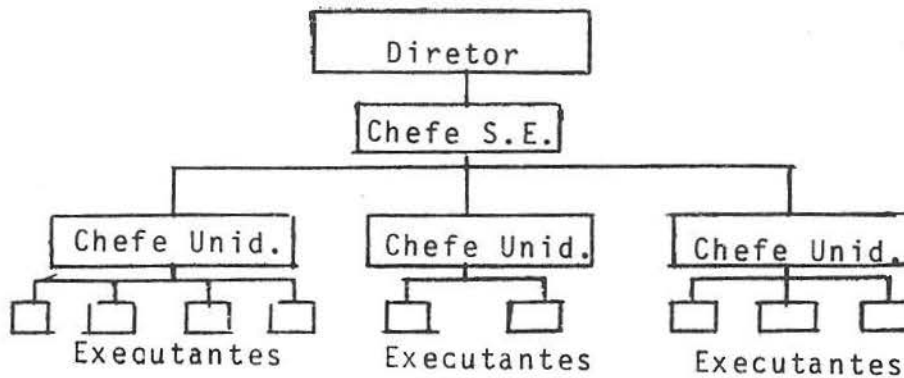 Diretor
Chefe S.E.
Chefe Unid.
Chefe Unid.
Chefe Unid.
Executantes
Executantes
Executantes